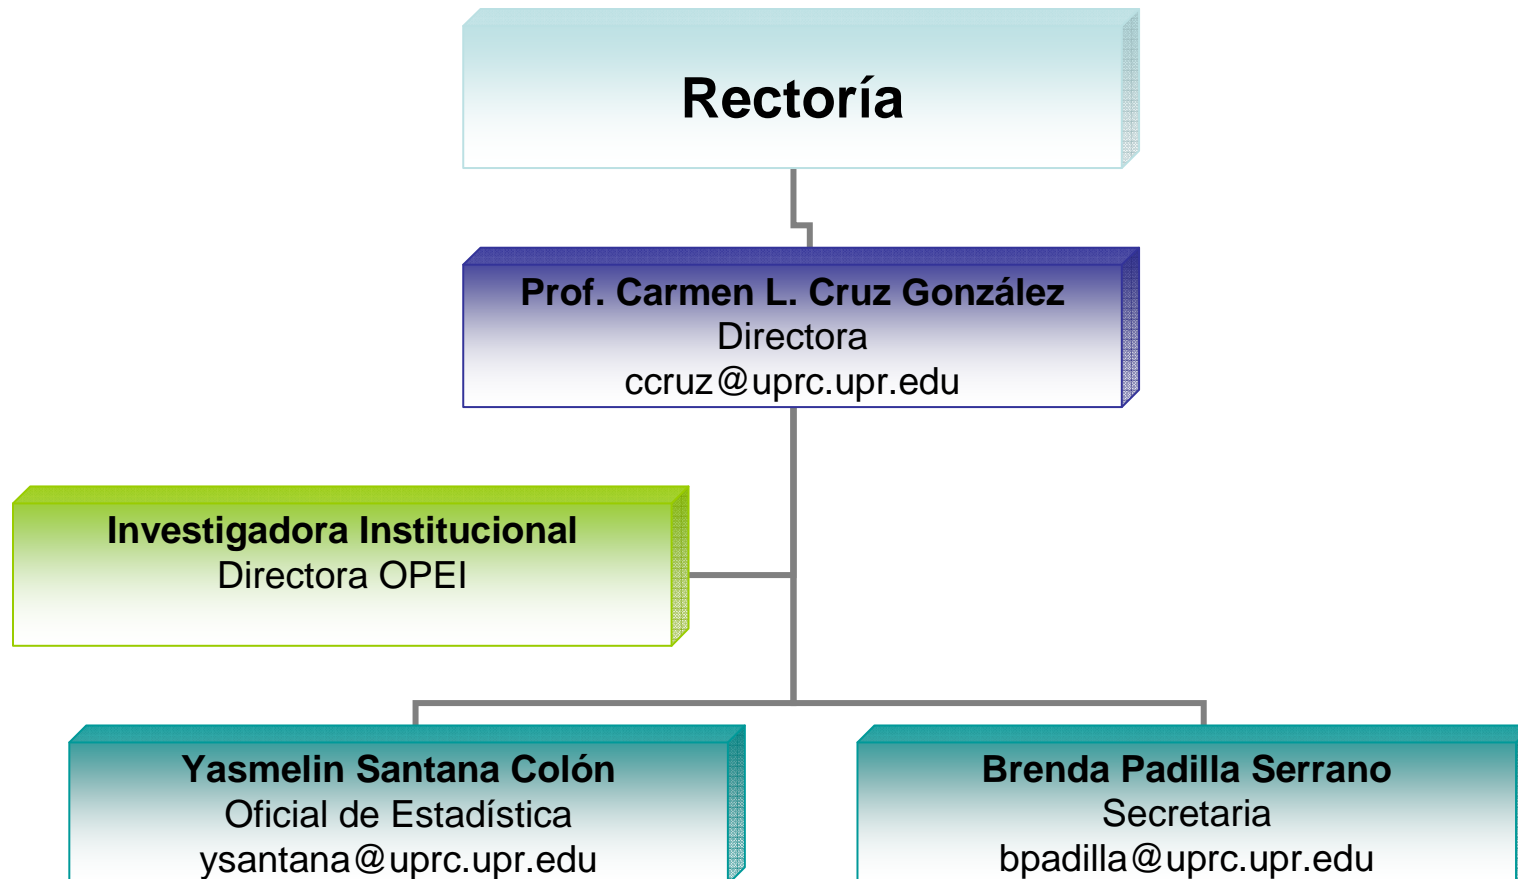 Rectoría
Prof. Carmen L. Cruz González
Directora
ccruz@uprc.upr.edu
Investigadora Institucional
Directora OPEI
Yasmelin Santana Colón
Oficial de Estadística
ysantana@uprc.upr.edu
Brenda Padilla Serrano
Secretaria
bpadilla@uprc.upr.edu